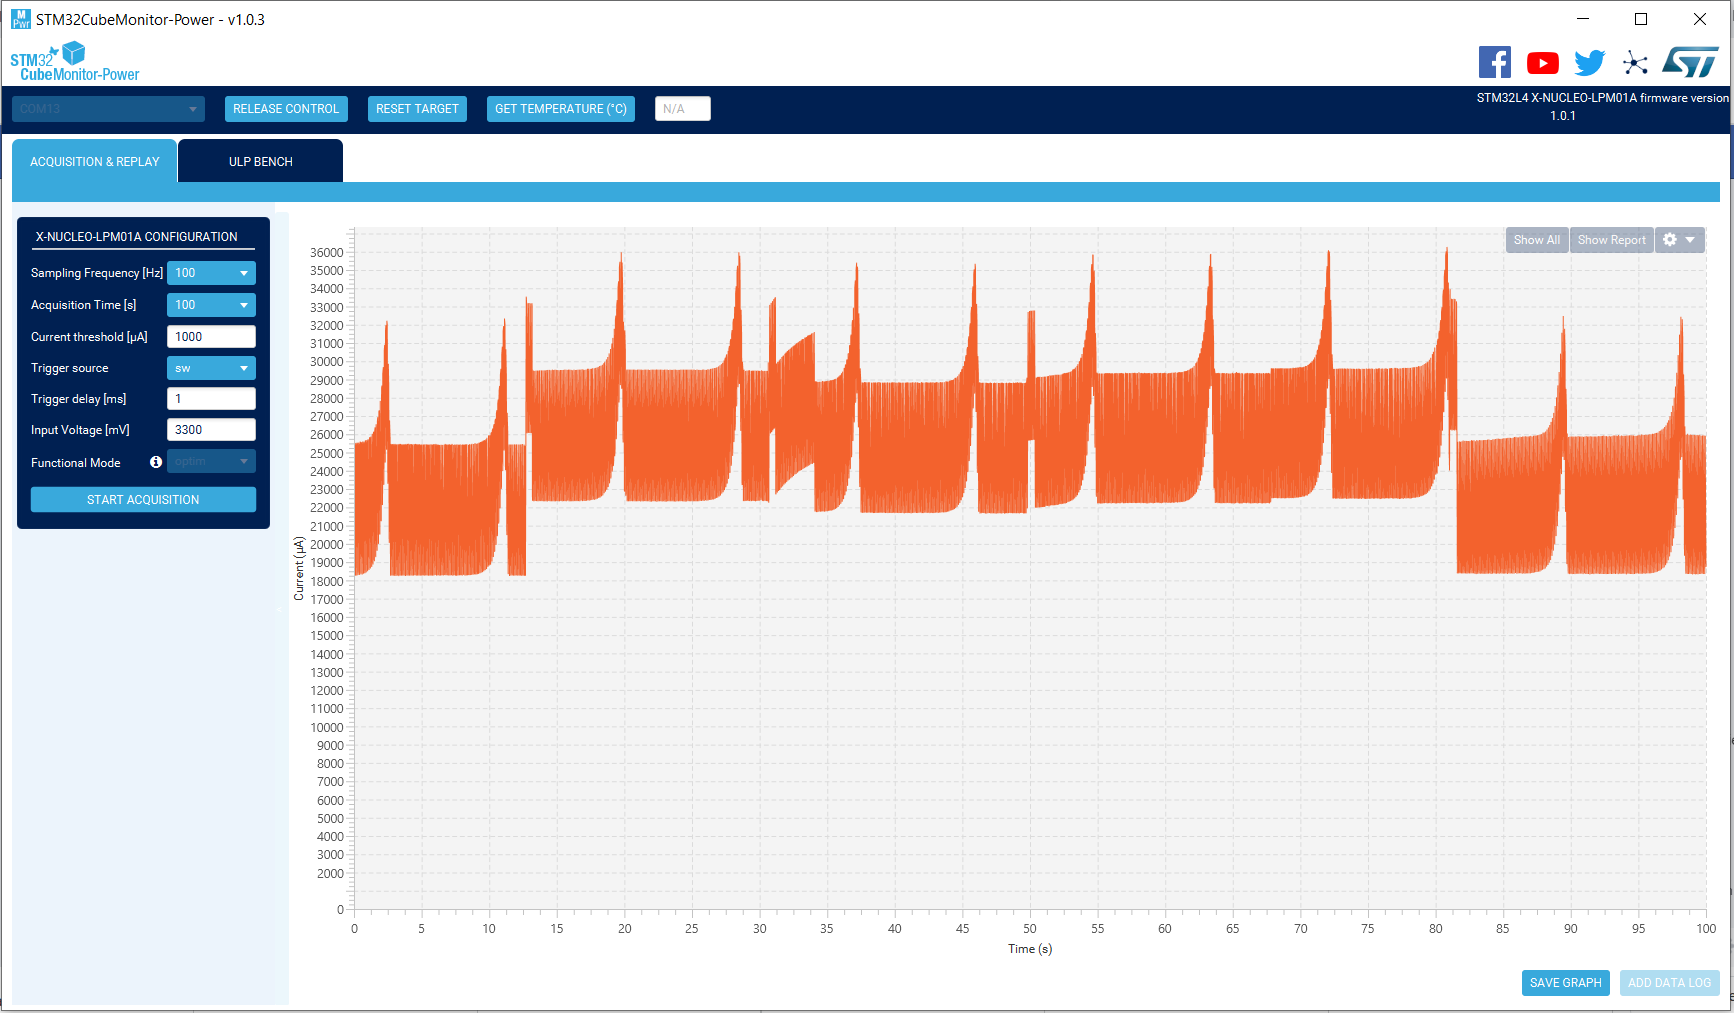 M
Pwr
STM32CubeMonitor-Power - v1.0.3
STM32
CubeMonitor-Power
ST
COM13
RELEASE CONTROL
RESET TARGET
GET TEMPERATURE (°C)
N/A
STM32L4 X-NUCLEO-LPM01A firmware version
1.0.1
ACQUISITION & REPLAY
ULP BENCH
X-NUCLEO-LPM01A CONFIGURATION
Sampling Frequency [Hz] 100
Acquisition Time [s] 100
Current threshold [µA] 1000
Trigger source sw
Trigger delay [ms] 1
Input Voltage [mV] 3300
Functional Mode optim
START ACQUISITION
Show All
Show Report
36000
35000
34000
33000
32000
31000
30000
29000
28000
27000
26000
25000
24000
23000
22000
21000
20000
19000
18000
17000
16000
15000
14000
13000
12000
11000
10000
9000
8000
7000
6000
5000
4000
3000
2000
0
Current (µA)
0 5 10 15 20 25 30 35 40 45 50 55 60 65 70 75 80 85 90 95 100
Time (s)
SAVE GRAPH
ADD DATA LOG